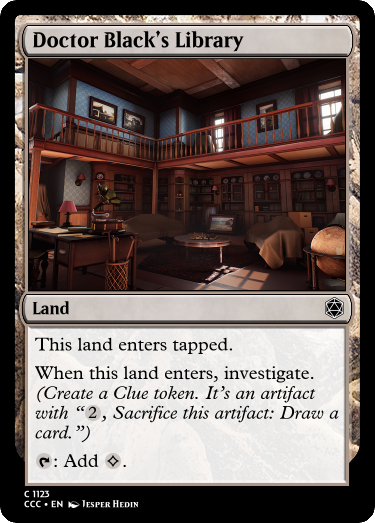 Doctor Black's Library
Land
This land enters tapped.
When this land enters, investigate.
(Create a Clue token. It's an artifact
with “2, Sacrifice this artifact: Draw a
card.”)
: Add .
C 1123
CCC • EN Jesper Hedin